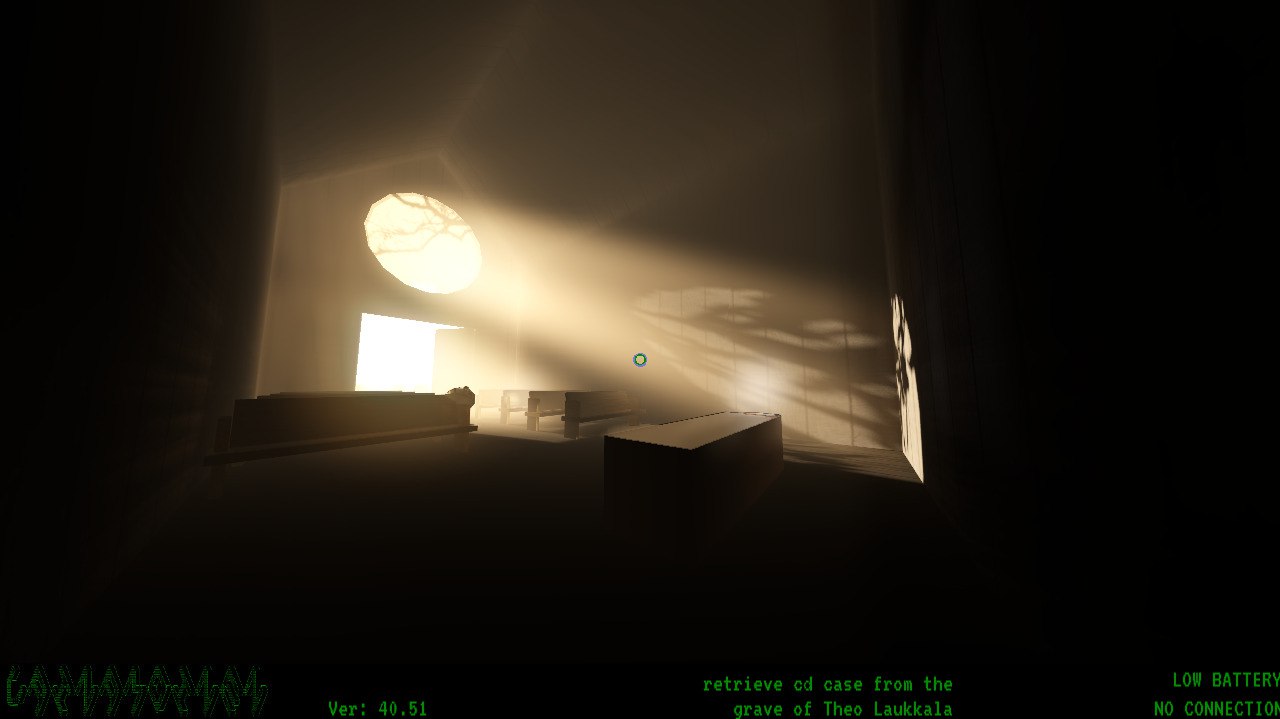 Ver: 40.51
retrieve cd case from the
grave of Theo Laukkala
LOW BATTERY
NO CONNECTION